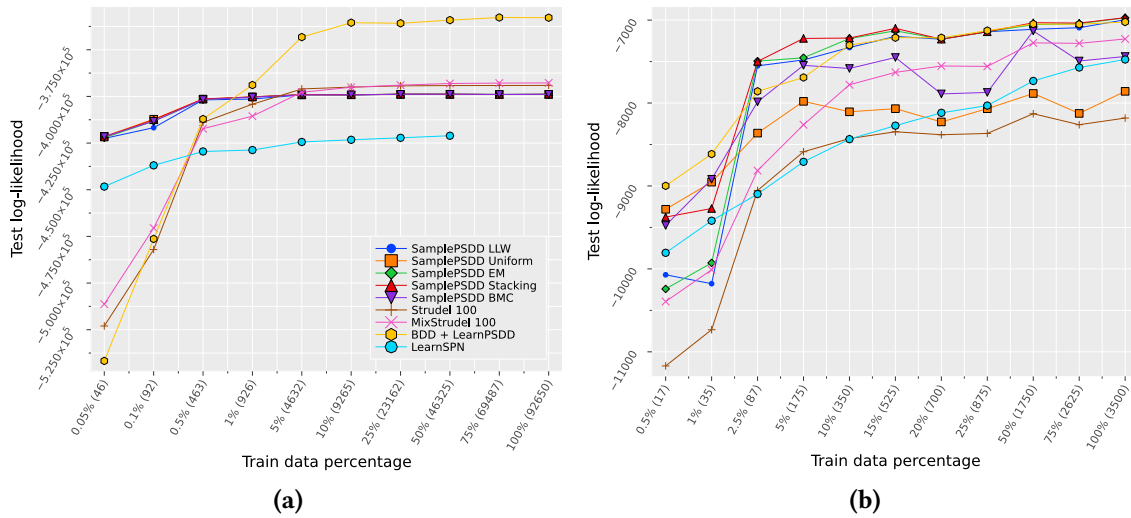 Test log-likelihood
−3.750×10⁵
−4.000×10⁵
−4.250×10⁵
−4.500×10⁵
−4.750×10⁵
−5.000×10⁵
−5.250×10⁵
SamplePSDD LLW
SamplePSDD Uniform
SamplePSDD EM
SamplePSDD Stacking
SamplePSDD BMC
Strudel 100
MixStrudel 100
BDD + LearnPSDD
LearnSPN
0.05% (46)
0.1% (92)
0.5% (463)
1% (926)
5% (4632)
10% (9265)
25% (23162)
50% (46325)
75% (6948)
100% (92650)
Train data percentage
(a)
Test log-likelihood
−7000
−8000
−9000
−10000
−11000
0.5% (17)
1% (35)
2.5% (87)
5% (175)
10% (350)
15% (525)
20% (700)
25% (875)
50% (1750)
75% (2625)
100% (3500)
Train data percentage
(b)